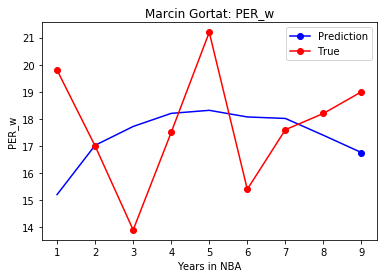 Marcin Gortat: PER_w
Prediction
True
21
20
19
18
17
16
15
14
PER_w
1 2 3 4 5 6 7 8 9
Years in NBA